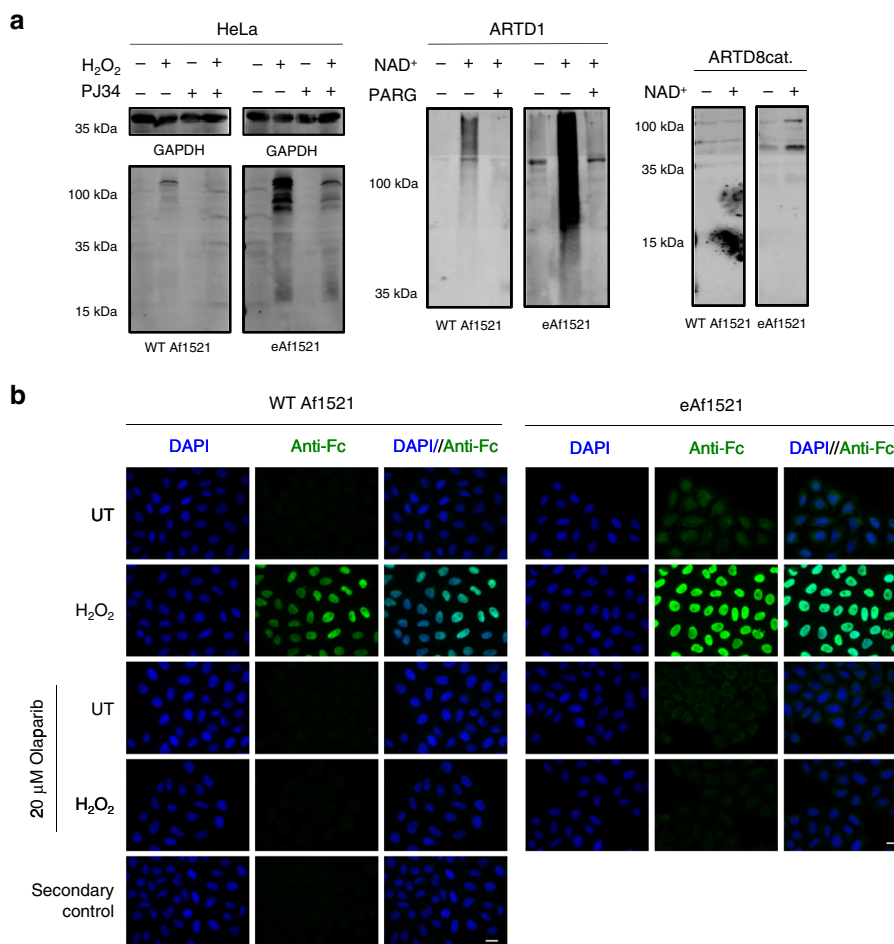 a
HeLa
H₂O₂ – + – + – + – +
PJ34 – – + + – – + +
35 kDa
GAPDH GAPDH
100 kDa
35 kDa
15 kDa
WT Af1521 eAf1521
ARTD1
NAD⁺ – + + – + +
PARG – – + – – +
100 kDa
35 kDa
WT Af1521 eAf1521
ARTD8cat.
NAD⁺ – + – +
100 kDa
35 kDa
15 kDa
WT Af1521 eAf1521
b
WT Af1521 eAf1521
DAPI Anti-Fc DAPI//Anti-Fc DAPI Anti-Fc DAPI//Anti-Fc
UT
H₂O₂
20 µM Olaparib
UT
H₂O₂
Secondary
control